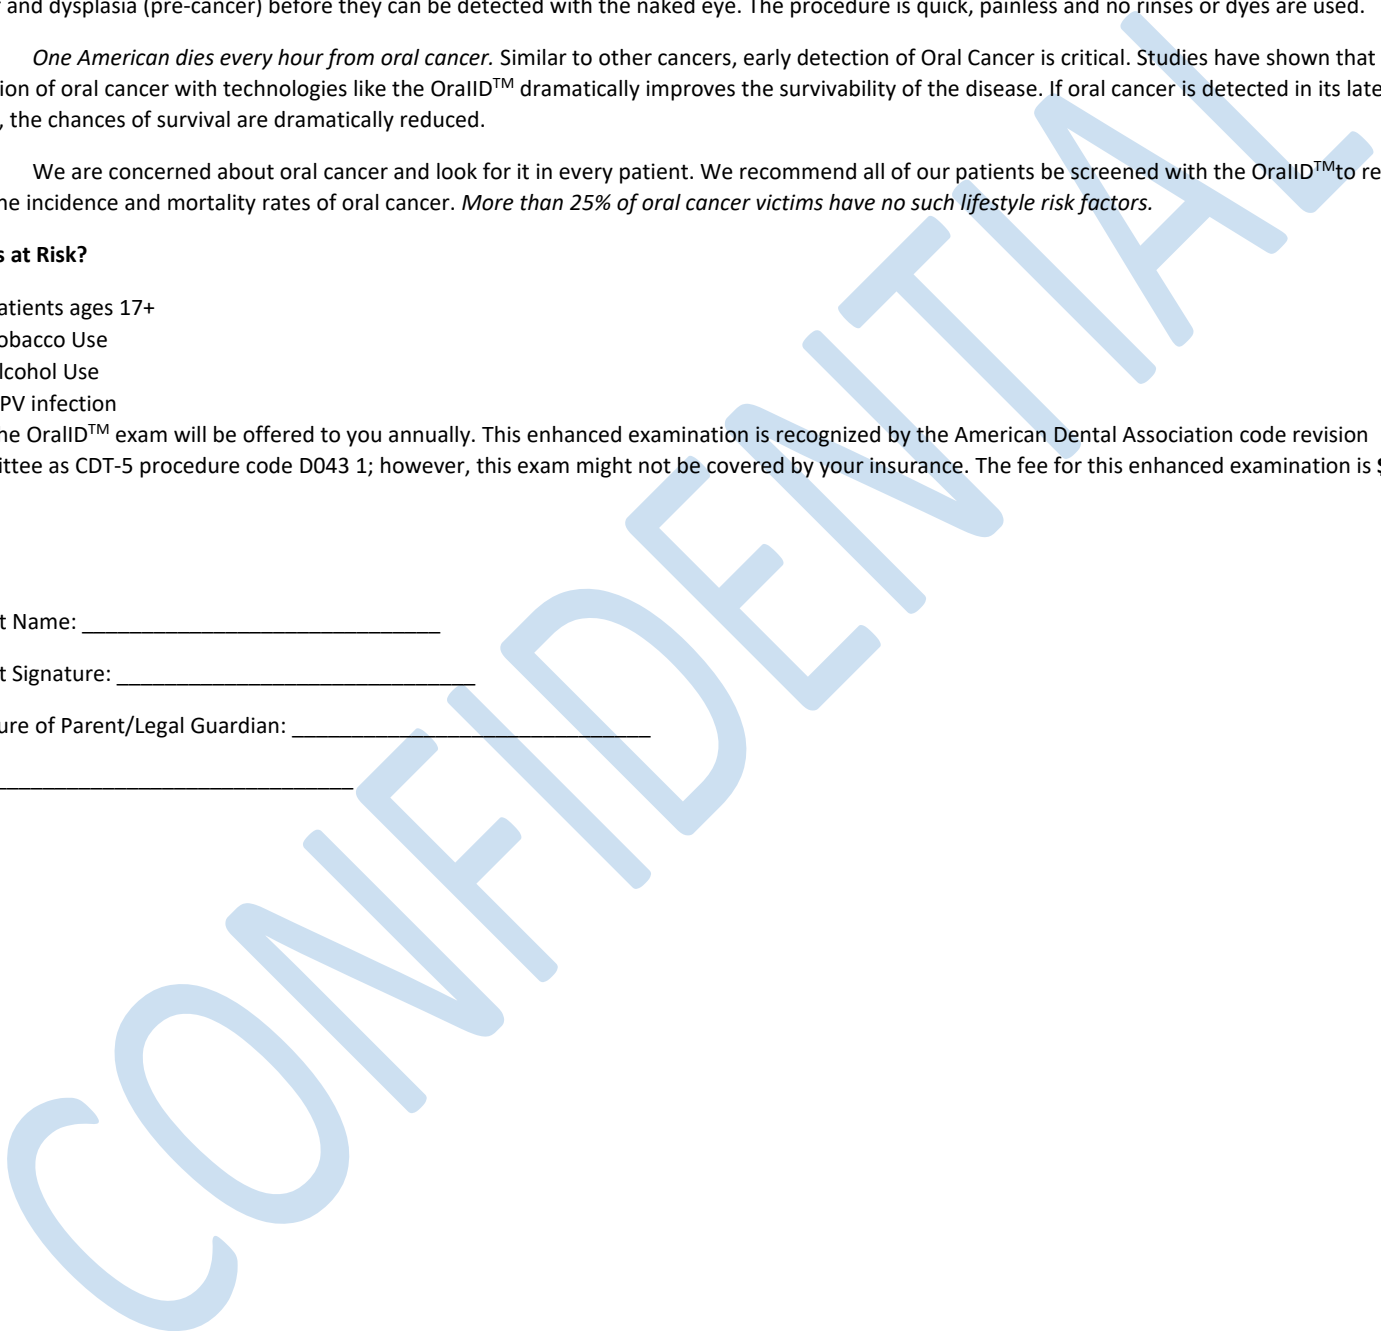 and dysplasia (pre-cancer) before they can be detected with the naked eye. The procedure is quick, painless and no rinses or dyes are used.
One American dies every hour from oral cancer. Similar to other cancers, early detection of Oral Cancer is critical. Studies have shown that
ion of oral cancer with technologies like the OralID™ dramatically improves the survivability of the disease. If oral cancer is detected in its late
, the chances of survival are dramatically reduced.
We are concerned about oral cancer and look for it in every patient. We recommend all of our patients be screened with the OralID™to re
ne incidence and mortality rates of oral cancer. More than 25% of oral cancer victims have no such lifestyle risk factors.
s at Risk?
atients ages 17+
obacco Use
lcohol Use
PV infection
ne OralID™ exam will be offered to you annually. This enhanced examination is recognized by the American Dental Association code revision
ittee as CDT-5 procedure code D043 1; however, this exam might not be covered by your insurance. The fee for this enhanced examination is $
t Name: ______________________________
t Signature: ______________________________
ure of Parent/Legal Guardian: ______________________________
______________________________
CONFIDENTIAL